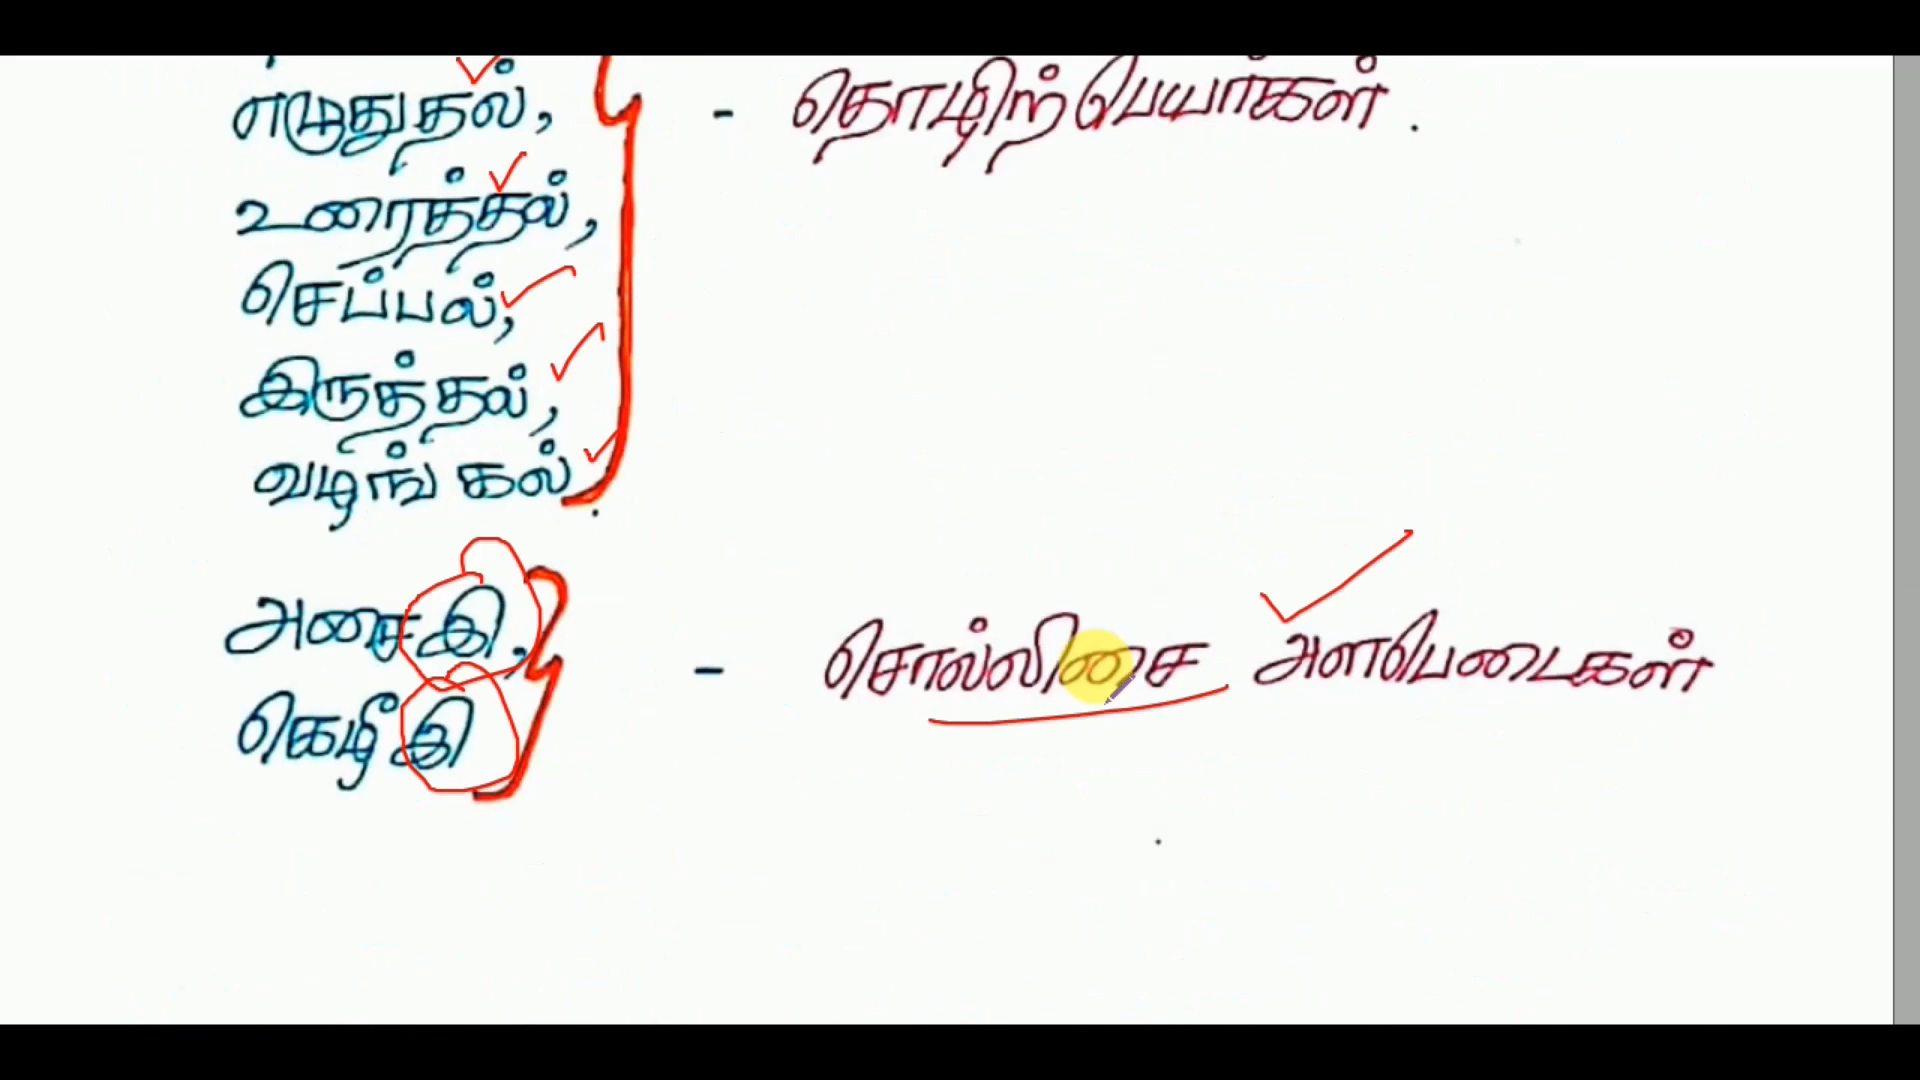 எழுதுதல்,
- தொழிற்பெயர்கள்.
உரைத்தல்,
செப்பல்,
இருத்தல்,
வழங்கல்.
அசைஇ,
- சொல்லிசை அளபெடைகள்
கெழீஇ